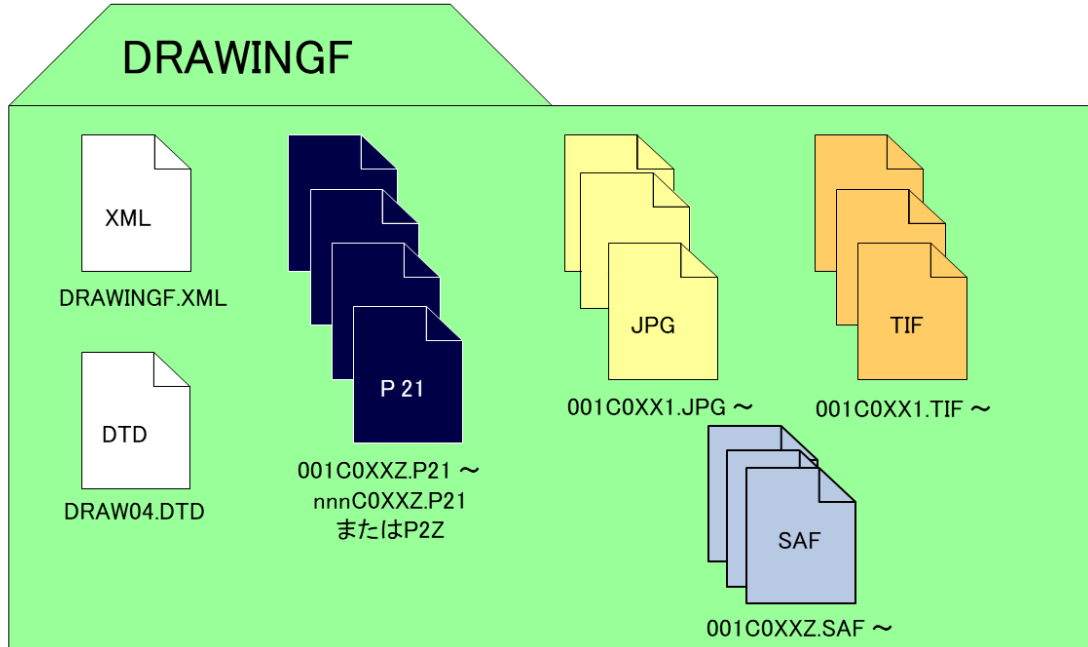 DRAWINGF
XML
DRAWINGF.XML
DTD
DRAW04.DTD
P 21
001C0XXZ.P21 ～
nnnC0XXZ.P21
またはP2Z
JPG
001C0XX1.JPG ～
TIF
001C0XX1.TIF ～
SAF
001C0XXZ.SAF ～